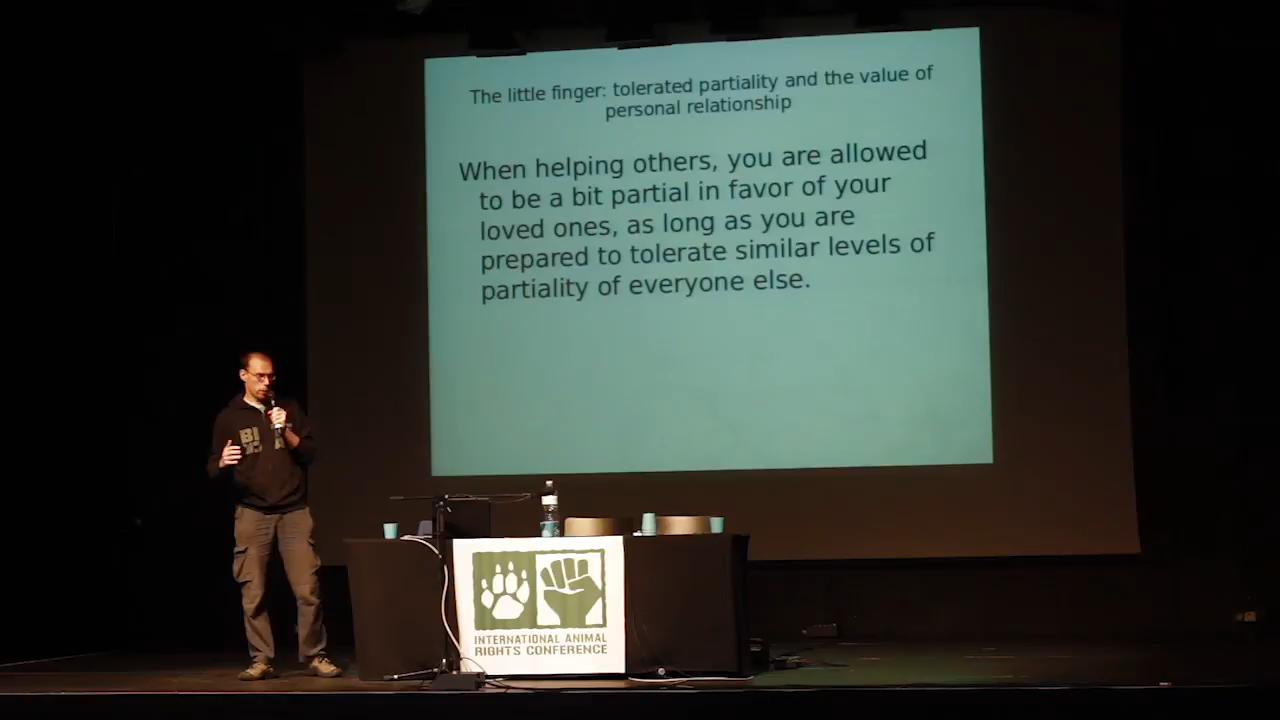 The little finger: tolerated partiality and the value of
personal relationship
When helping others, you are allowed
to be a bit partial in favor of your
loved ones, as long as you are
prepared to tolerate similar levels of
partiality of everyone else.
INTERNATIONAL ANIMAL
RIGHTS CONFERENCE